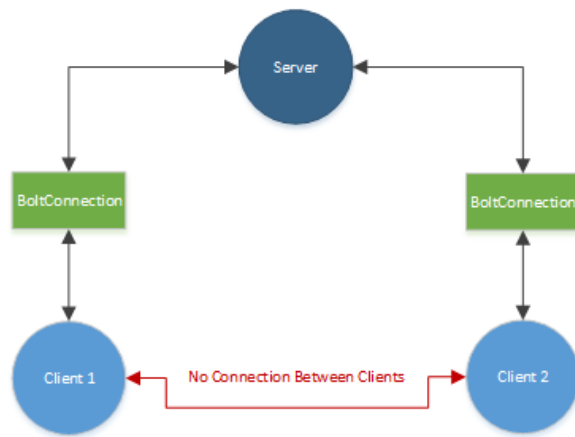 Server
BoltConnection
BoltConnection
Client 1
No Connection Between Clients
Client 2